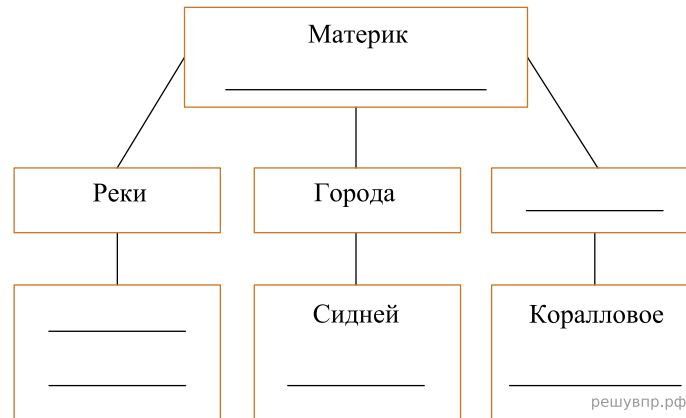 Материк
Реки
Города
Сидней
Коралловое
решувпр.рф